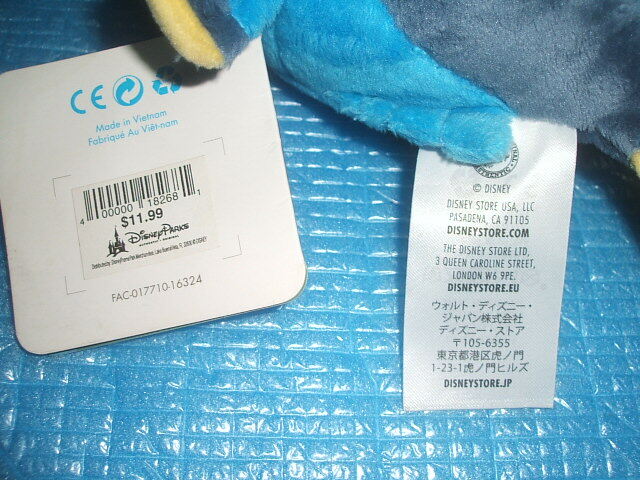 CE
Made in Vietnam
Fabriqué Au Viêt-nam
4 00000 18268 1
$11.99
DISNEYPARKS
AUTHENTIC ORIGINAL
FAC-017710-16324
© DISNEY
DISNEY STORE USA, LLC
PASADENA, CA 91105
DISNEYSTORE.COM
THE DISNEY STORE LTD,
3 QUEEN CAROLINE STREET,
LONDON W6 9PE.
DISNEYSTORE.EU
ウォルト・ディズニー・
ジャパン株式会社
ディズニー・ストア
〒105-6355
東京都港区虎ノ門
1-23-1虎ノ門ヒルズ
DISNEYSTORE.JP